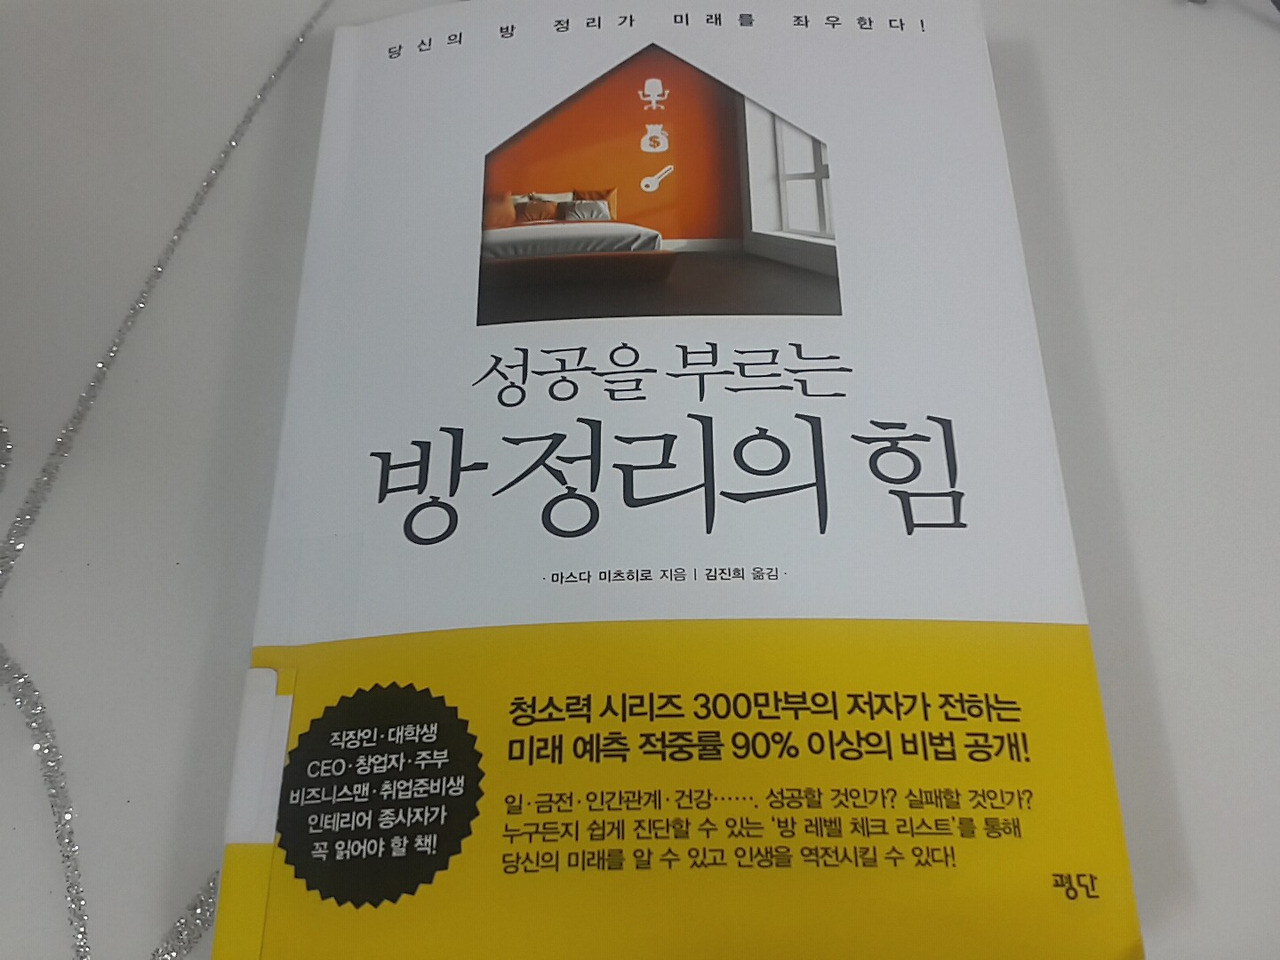 당신의 방 정리가 미래를 좌우한다!
성공을 부르는
방 정리의 힘
· 마스다 미츠히로 지음 | 김진희 옮김 ·
직장인·대학생
CEO·창업자·주부
비즈니스맨·취업준비생
인테리어 종사자가
꼭 읽어야 할 책!
청소력 시리즈 300만부의 저자가 전하는
미래 예측 적중률 90% 이상의 비법 공개!
일·금전·인간관계·건강……. 성공할 것인가? 실패할 것인가?
누구든지 쉽게 진단할 수 있는 '방 레벨 체크 리스트'를 통해
당신의 미래를 알 수 있고 인생을 역전시킬 수 있다!
평단